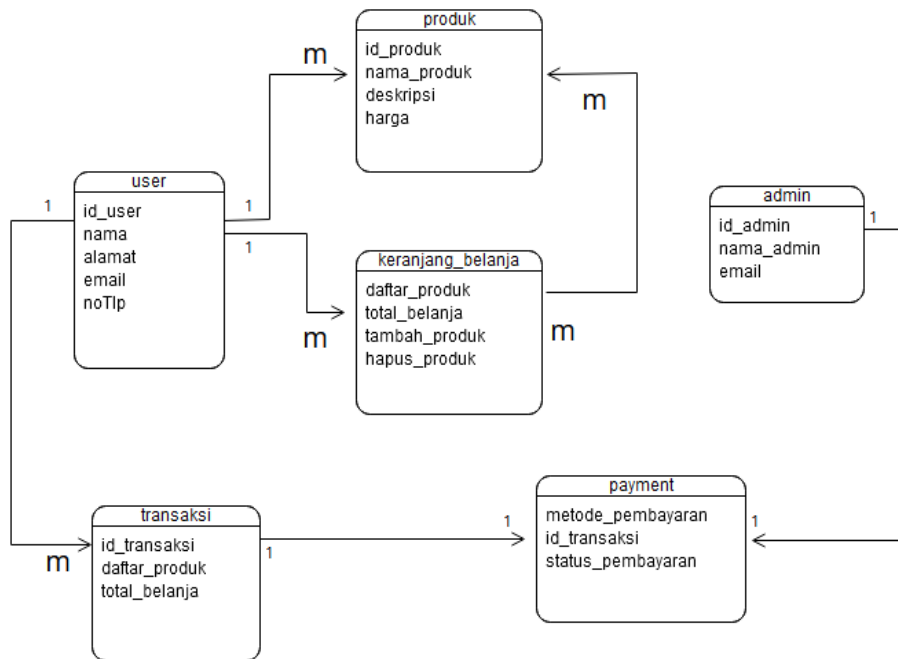 produk
id_produk
nama_produk
deskripsi
harga
m
m
user
id_user
nama
alamat
email
noTlp
1
1
1
admin
id_admin
nama_admin
email
1
keranjang_belanja
daftar_produk
total_belanja
tambah_produk
hapus_produk
m
m
transaksi
id_transaksi
daftar_produk
total_belanja
m
1
1
payment
metode_pembayaran
id_transaksi
status_pembayaran
1